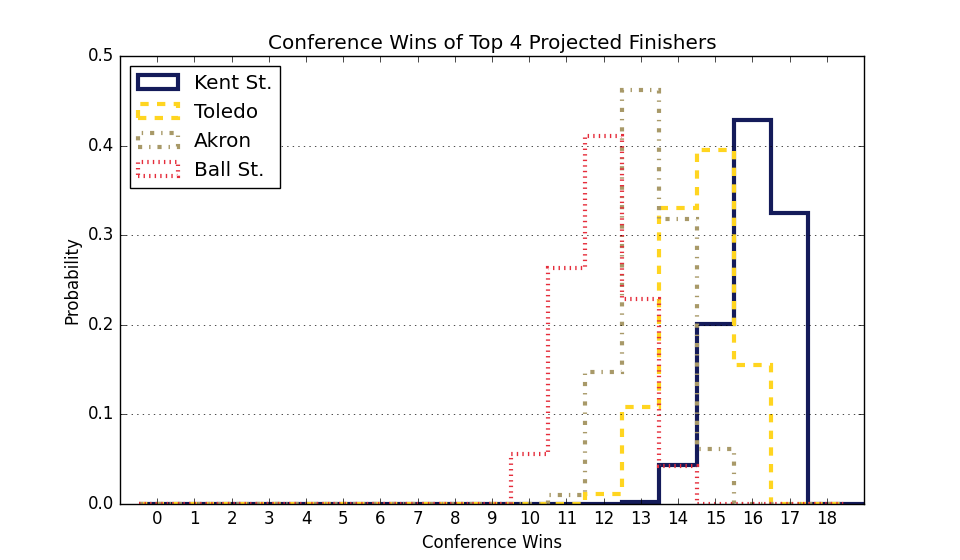 Conference Wins of Top 4 Projected Finishers
0.5
0.4
0.3
0.2
0.1
0.0
Probability
Kent St.
Toledo
Akron
Ball St.
0 1 2 3 4 5 6 7 8 9 10 11 12 13 14 15 16 17 18
Conference Wins